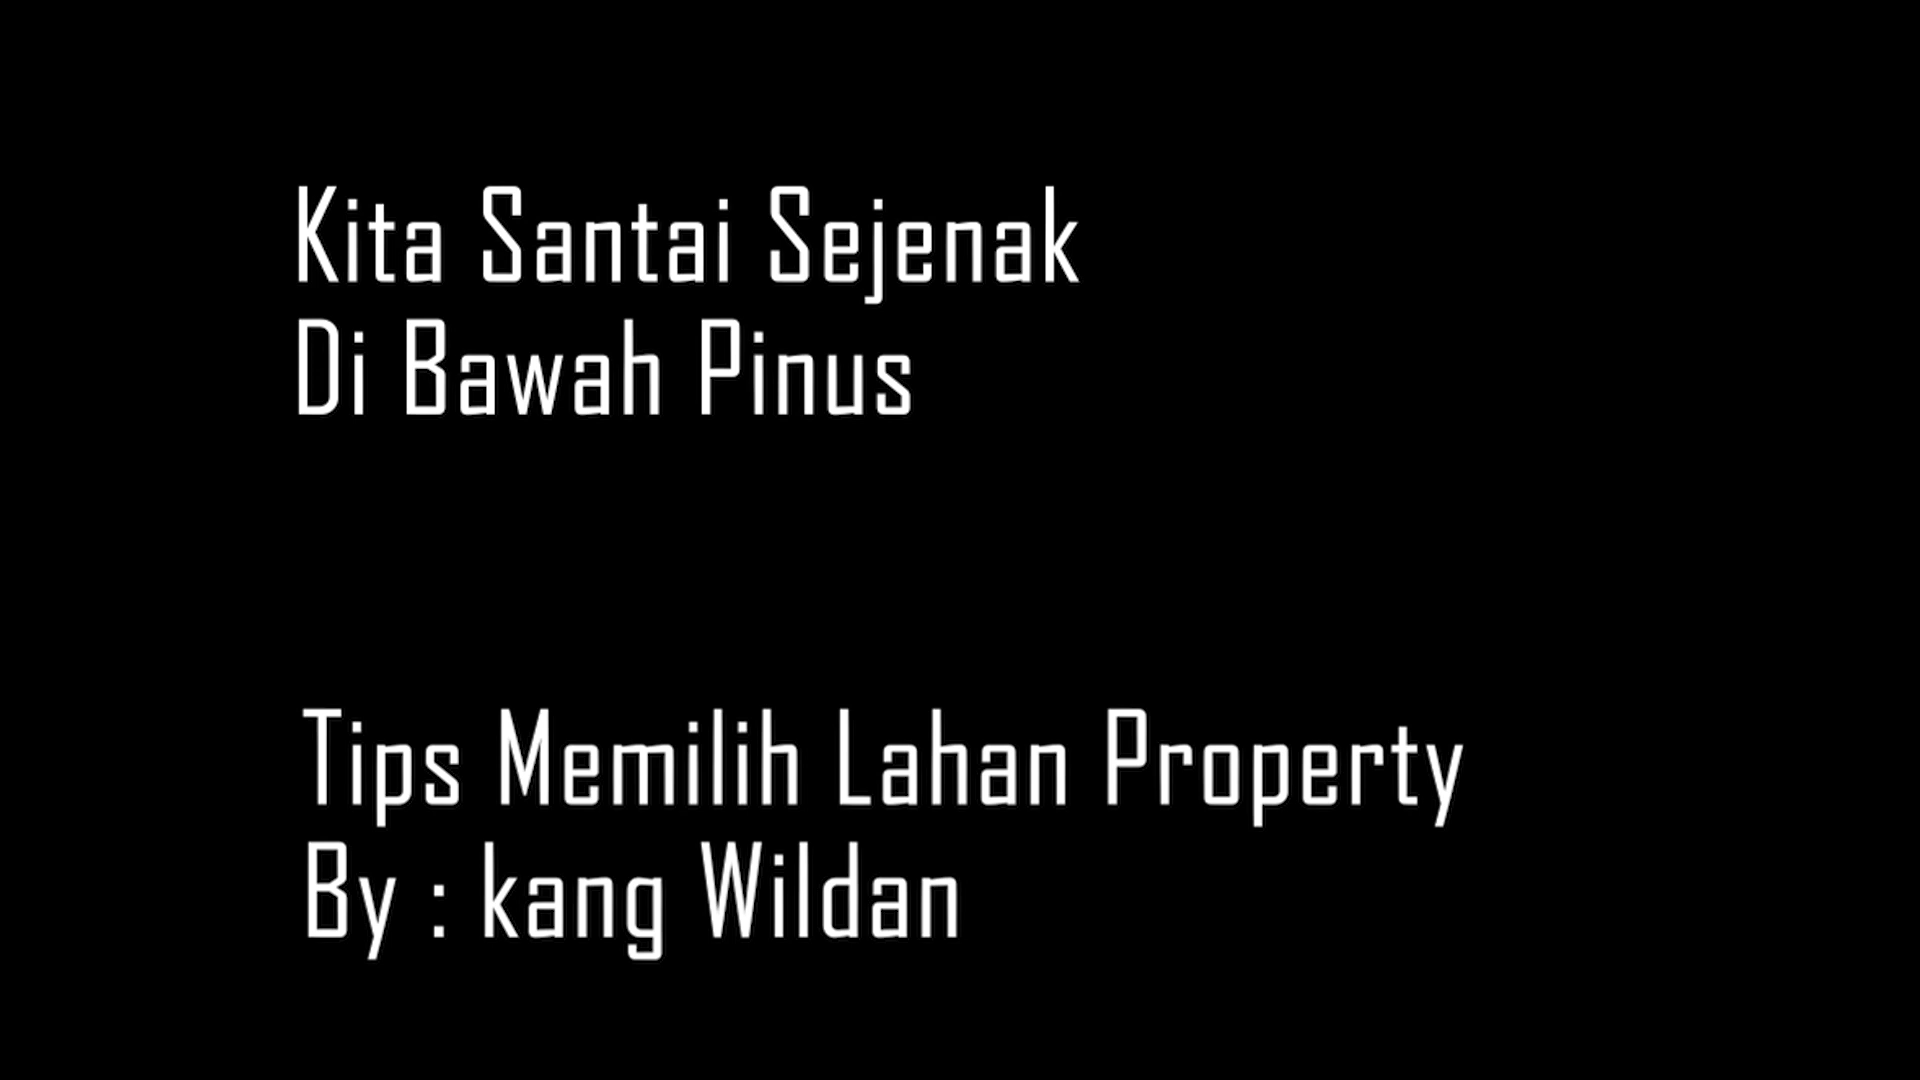 Kita Santai Sejenak
Di Bawah Pinus
Tips Memilih Lahan Property
By : kang Wildan